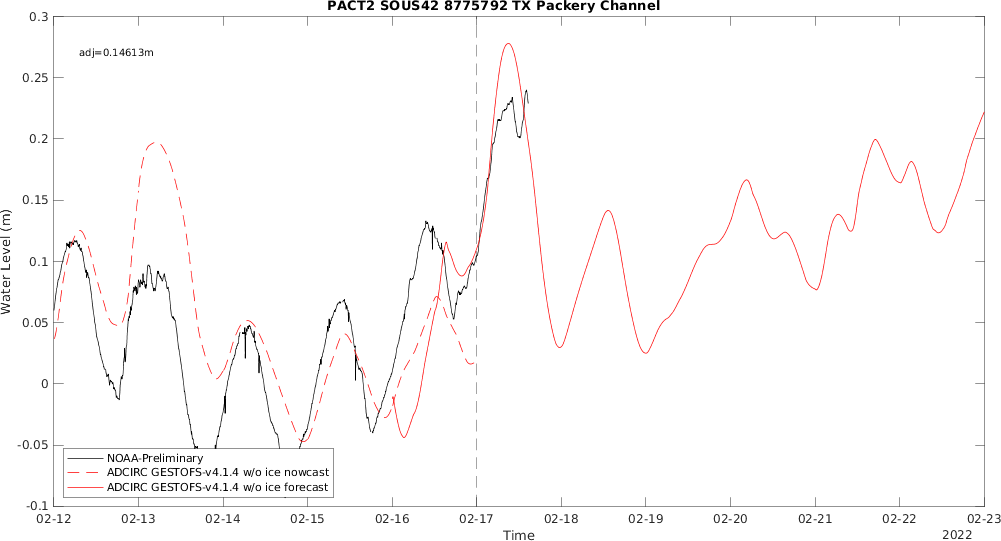 PACT2 SOUS42 8775792 TX Packery Channel
adj=0.14613m
0.3
0.25
0.2
0.15
0.1
0.05
0
-0.05
-0.1
Water Level (m)
NOAA-Preliminary
ADCIRC GESTOFS-v4.1.4 w/o ice nowcast
ADCIRC GESTOFS-v4.1.4 w/o ice forecast
02-12 02-13 02-14 02-15 02-16 02-17 02-18 02-19 02-20 02-21 02-22 02-23
Time
2022